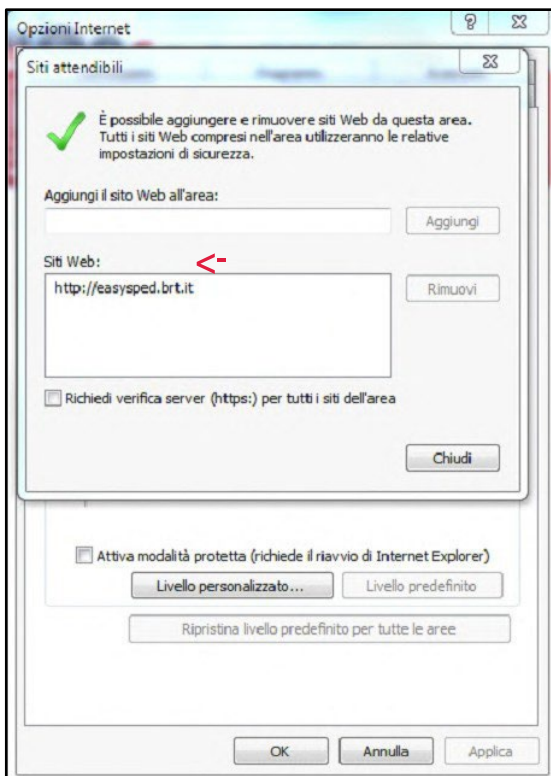 Opzioni Internet
Siti attendibili
È possibile aggiungere e rimuovere siti Web da questa area.
Tutti i siti Web compresi nell'area utilizzeranno le relative
impostazioni di sicurezza.
Aggiungi il sito Web all'area:
Aggiungi
Siti Web:
<-
http://easysped.brt.it
Rimuovi
Richiedi verifica server (https:) per tutti i siti dell'area
Chiudi
Attiva modalità protetta (richiede il riavvio di Internet Explorer)
Livello personalizzato...
Livello predefinito
Ripristina livello predefinito per tutte le aree
OK
Annulla
Applica